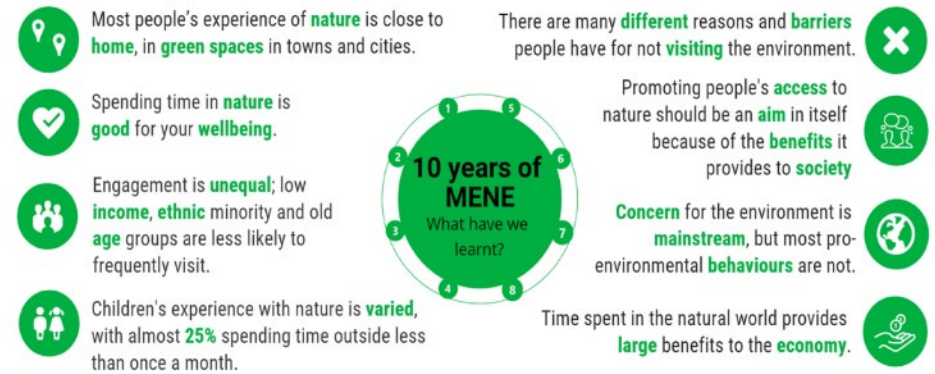 Most people's experience of nature is close to
home, in green spaces in towns and cities.
Spending time in nature is
good for your wellbeing.
Engagement is unequal; low
income, ethnic minority and old
age groups are less likely to
frequently visit.
Children's experience with nature is varied,
with almost 25% spending time outside less
than once a month.
1
2
3
4
10 years of
MENE
What have we
learnt?
5
6
7
8
There are many different reasons and barriers
people have for not visiting the environment.
Promoting people's access to
nature should be an aim in itself
because of the benefits it
provides to society
Concern for the environment is
mainstream, but most pro-
environmental behaviours are not.
Time spent in the natural world provides
large benefits to the economy.